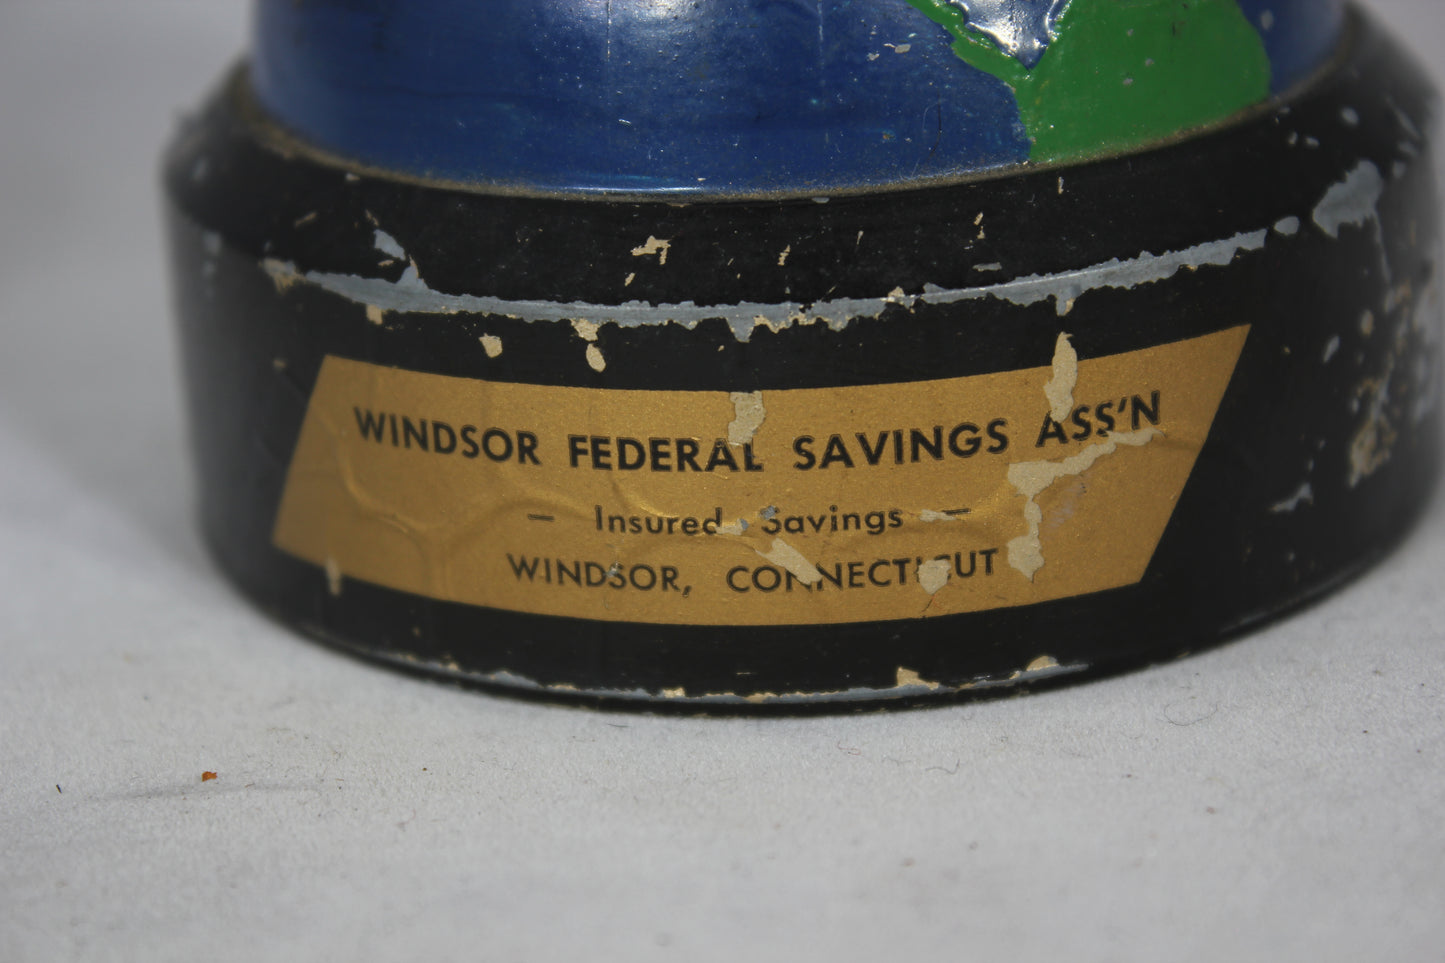 WINDSOR FEDERAL SAVINGS ASS'N
— Insured Savings —
WINDSOR, CONNECTICUT